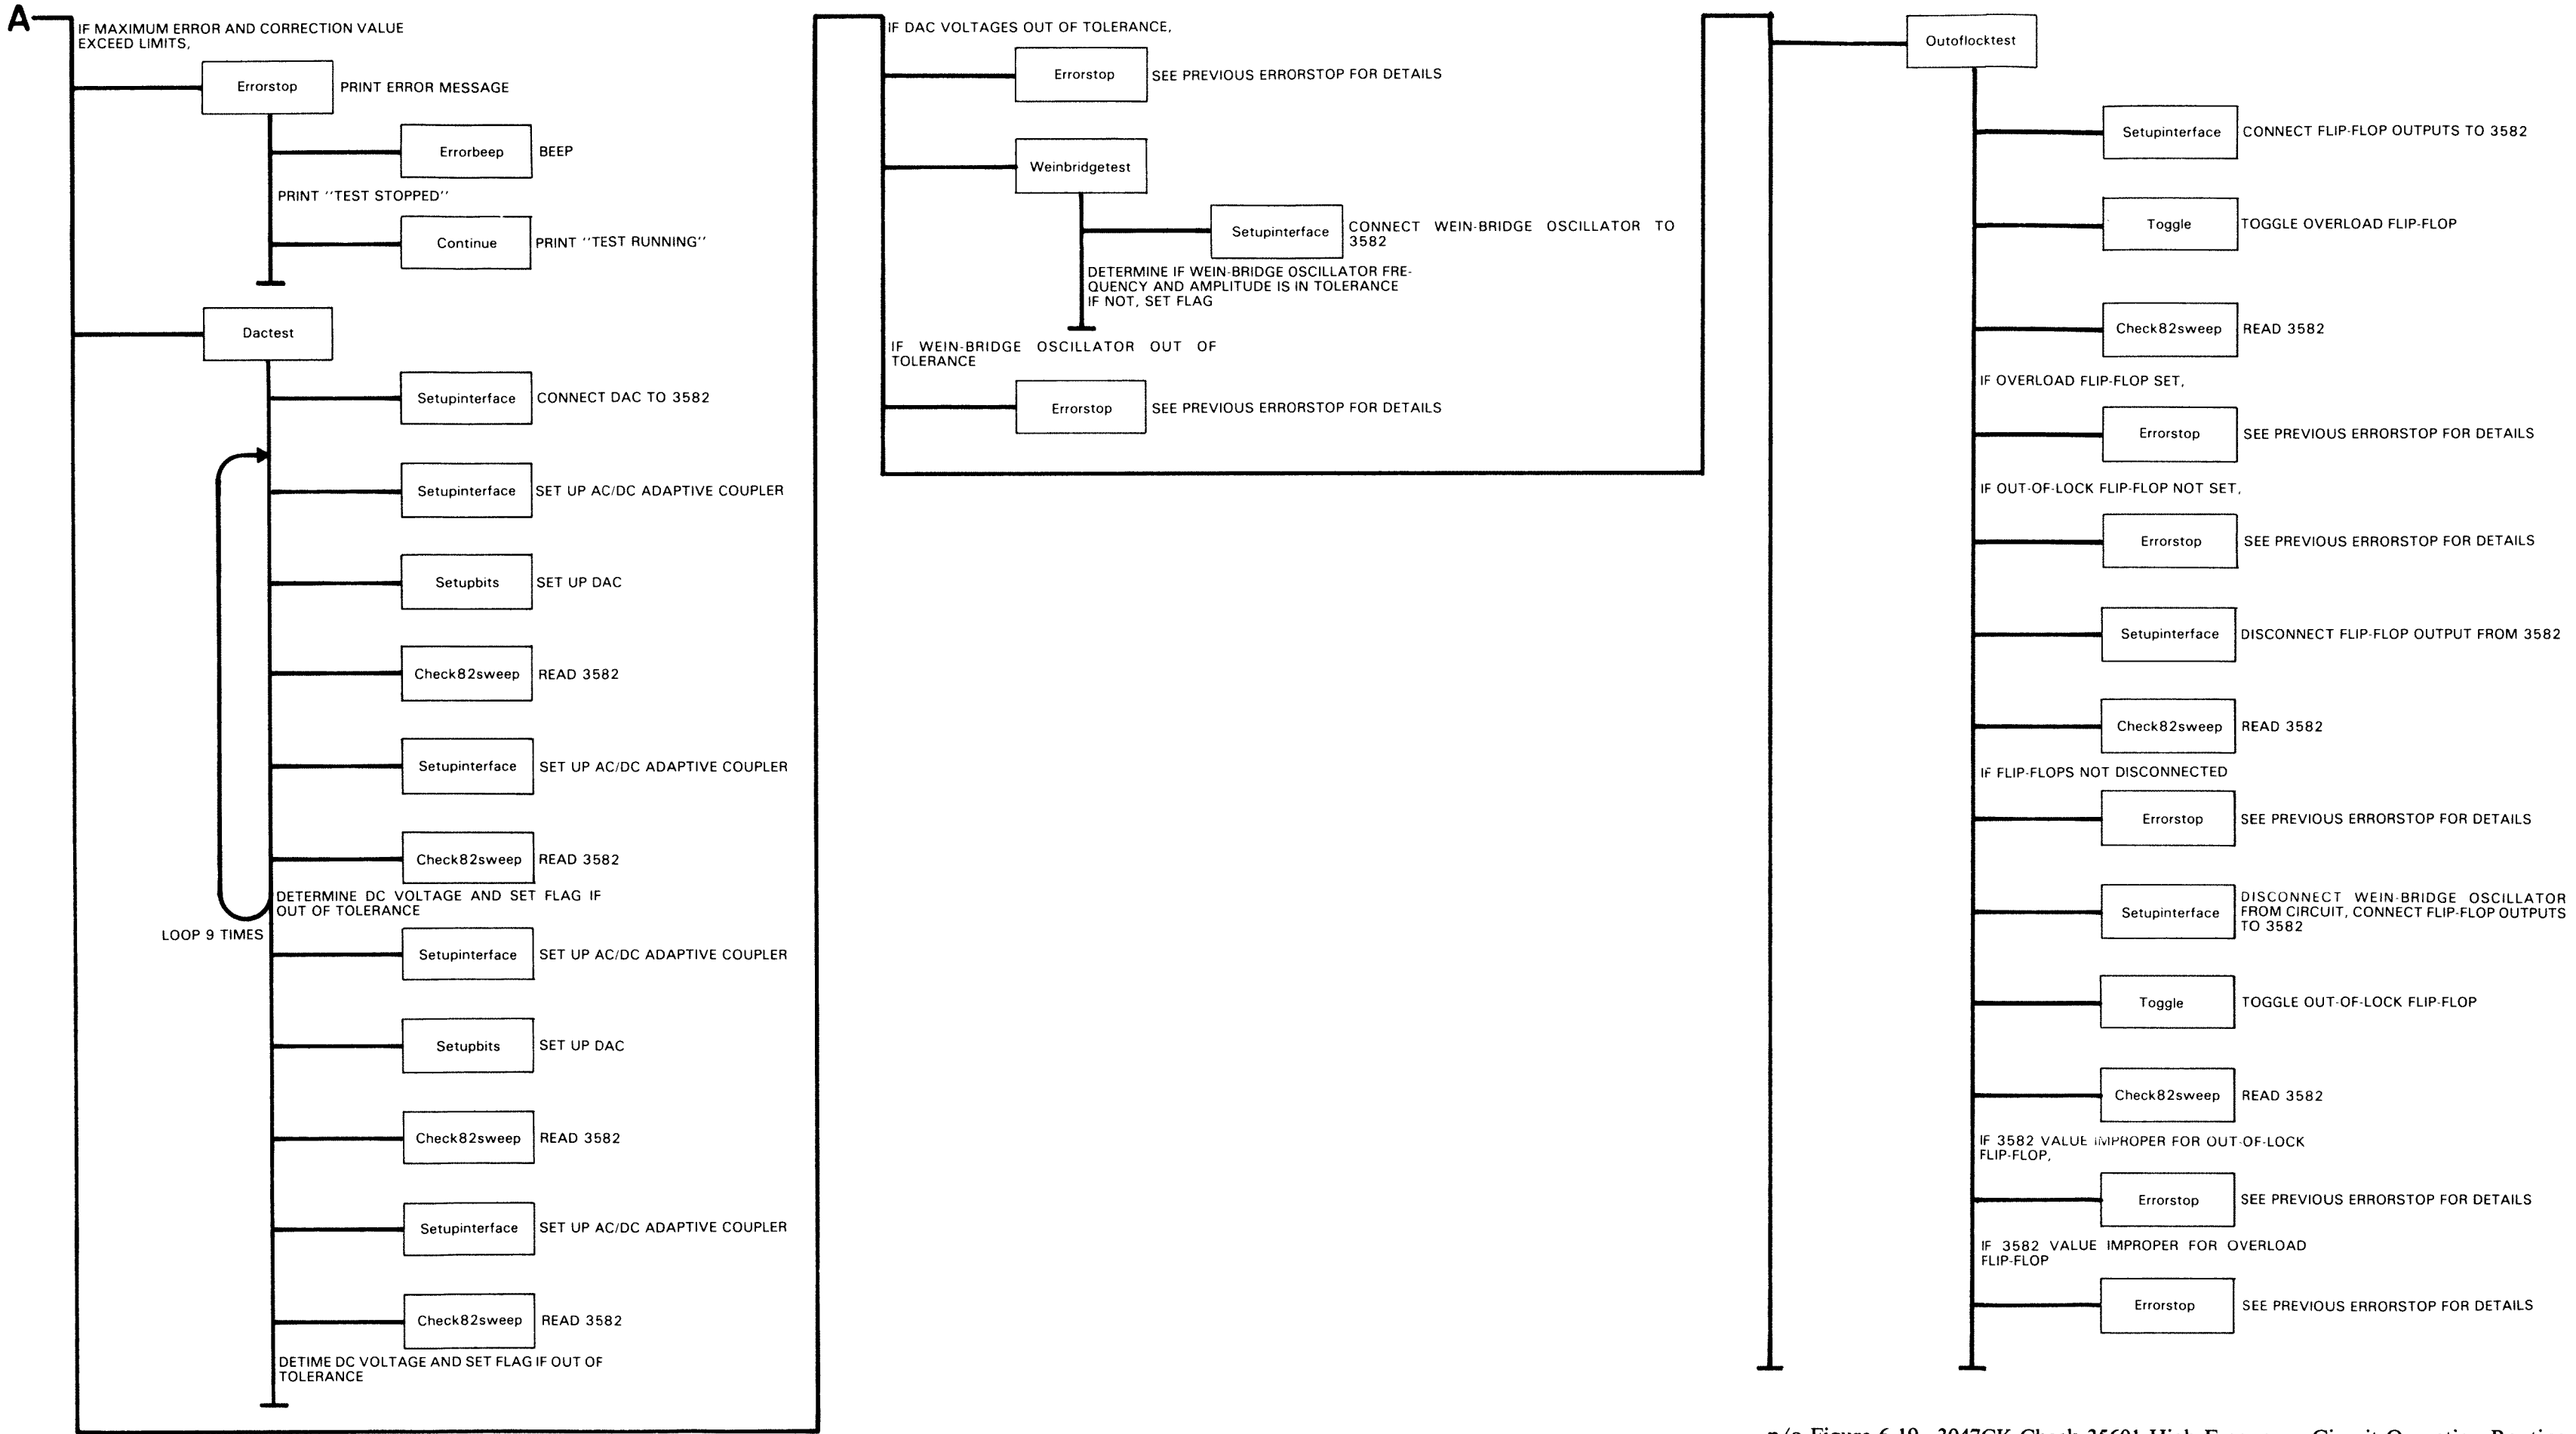 A
IF MAXIMUM ERROR AND CORRECTION VALUE
EXCEED LIMITS,
Errorstop
PRINT ERROR MESSAGE
Errorbeep
BEEP
PRINT "TEST STOPPED"
Continue
PRINT "TEST RUNNING"
Dactest
Setupinterface
CONNECT DAC TO 3582
Setupinterface
SET UP AC/DC ADAPTIVE COUPLER
Setupbits
SET UP DAC
Check82sweep
READ 3582
Setupinterface
SET UP AC/DC ADAPTIVE COUPLER
Check82sweep
READ 3582
DETERMINE DC VOLTAGE AND SET FLAG IF
OUT OF TOLERANCE
LOOP 9 TIMES
Setupinterface
SET UP AC/DC ADAPTIVE COUPLER
Setupbits
SET UP DAC
Check82sweep
READ 3582
Setupinterface
SET UP AC/DC ADAPTIVE COUPLER
Check82sweep
READ 3582
DETIME DC VOLTAGE AND SET FLAG IF OUT OF
TOLERANCE
IF DAC VOLTAGES OUT OF TOLERANCE,
Errorstop
SEE PREVIOUS ERRORSTOP FOR DETAILS
Weinbridgetest
Setupinterface
CONNECT WEIN-BRIDGE OSCILLATOR TO
3582
DETERMINE IF WEIN-BRIDGE OSCILLATOR FRE-
QUENCY AND AMPLITUDE IS IN TOLERANCE
IF NOT, SET FLAG
IF WEIN-BRIDGE OSCILLATOR OUT OF
TOLERANCE
Errorstop
SEE PREVIOUS ERRORSTOP FOR DETAILS
Outoflocktest
Setupinterface
CONNECT FLIP-FLOP OUTPUTS TO 3582
Toggle
TOGGLE OVERLOAD FLIP-FLOP
Check82sweep
READ 3582
IF OVERLOAD FLIP-FLOP SET,
Errorstop
SEE PREVIOUS ERRORSTOP FOR DETAILS
IF OUT-OF-LOCK FLIP-FLOP NOT SET,
Errorstop
SEE PREVIOUS ERRORSTOP FOR DETAILS
Setupinterface
DISCONNECT FLIP-FLOP OUTPUT FROM 3582
Check82sweep
READ 3582
IF FLIP-FLOPS NOT DISCONNECTED
Errorstop
SEE PREVIOUS ERRORSTOP FOR DETAILS
Setupinterface
DISCONNECT WEIN-BRIDGE OSCILLATOR
FROM CIRCUIT, CONNECT FLIP-FLOP OUTPUTS
TO 3582
Toggle
TOGGLE OUT-OF-LOCK FLIP-FLOP
Check82sweep
READ 3582
IF 3582 VALUE IMPROPER FOR OUT-OF-LOCK
FLIP-FLOP,
Errorstop
SEE PREVIOUS ERRORSTOP FOR DETAILS
IF 3582 VALUE IMPROPER FOR OVERLOAD
FLIP-FLOP
Errorstop
SEE PREVIOUS ERRORSTOP FOR DETAILS
Figure 6-19. 3047CK Check 35601 High Frequency Circuit Operation